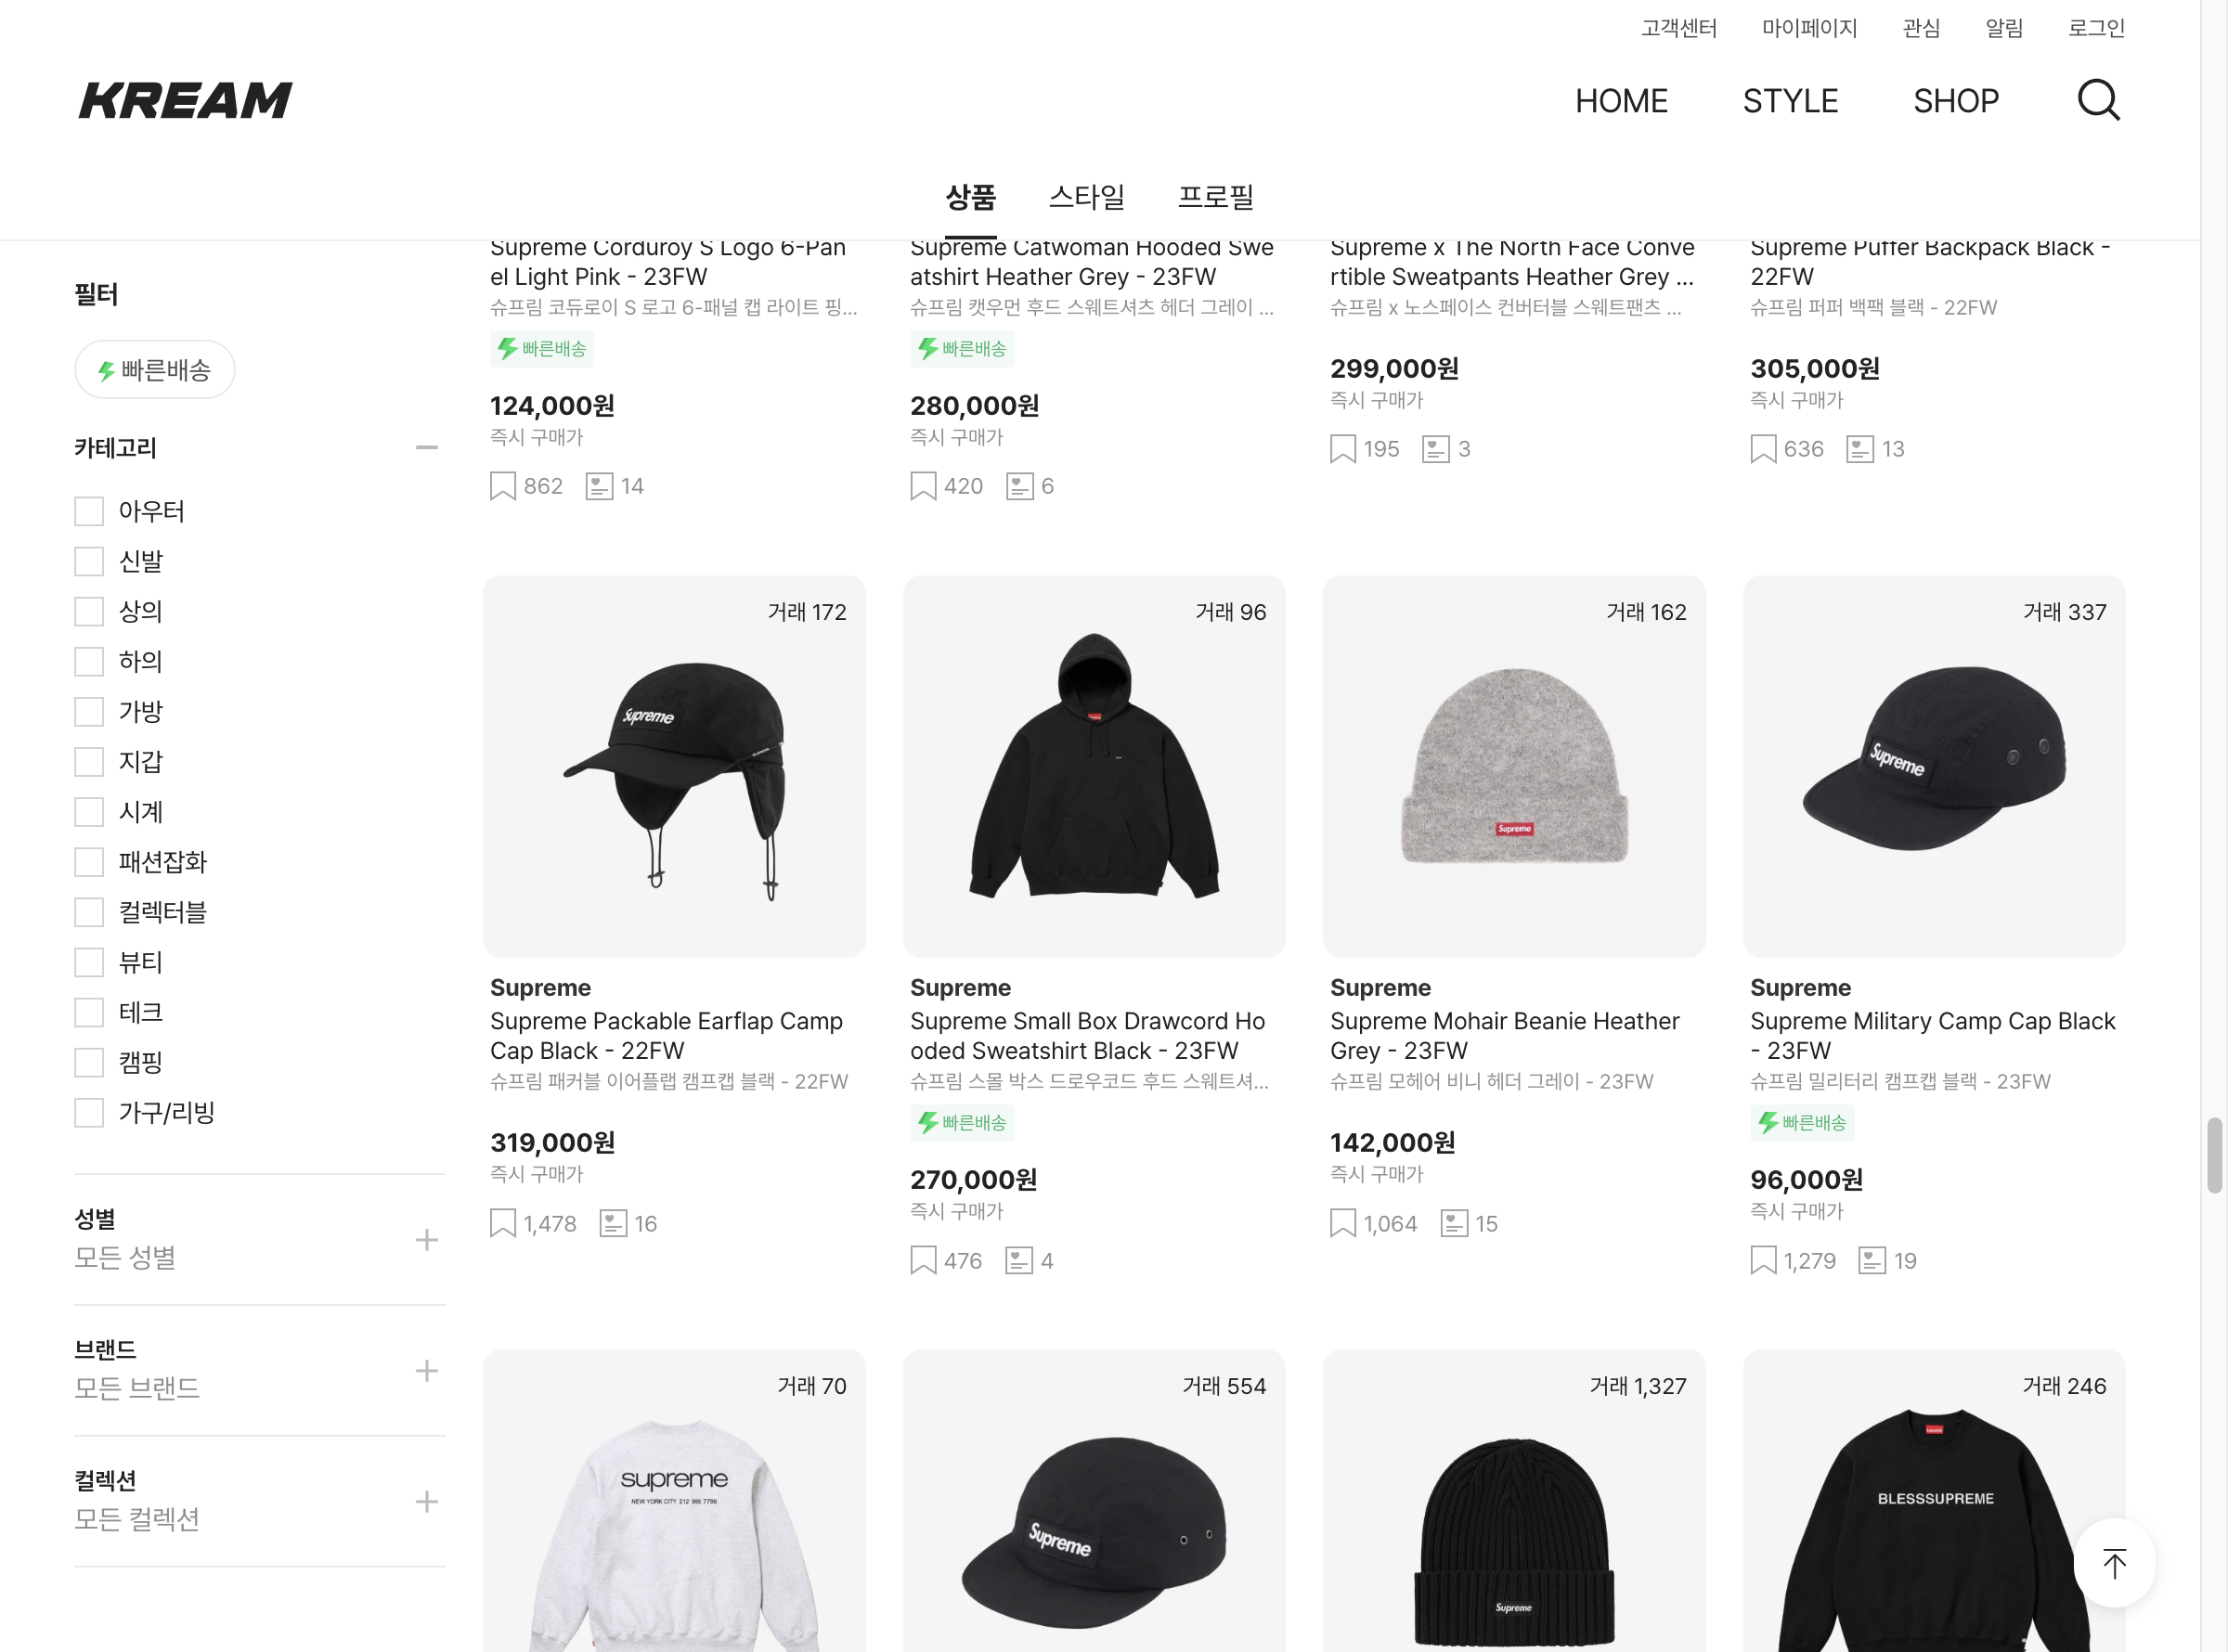 고객센터 마이페이지 관심 알림 로그인
KREAM
HOME STYLE SHOP
상품 스타일 프로필
필터
빠른배송
카테고리
아우터
신발
상의
하의
가방
지갑
시계
패션잡화
컬렉터블
뷰티
테크
캠핑
가구/리빙
성별
모든 성별
브랜드
모든 브랜드
컬렉션
모든 컬렉션
Supreme Corduroy S Logo 6-Pan
el Light Pink - 23FW
슈프림 코듀로이 S 로고 6-패널 캡 라이트 핑...
빠른배송
124,000원
즉시 구매가
862 14
Supreme Catwoman Hooded Swe
atshirt Heather Grey - 23FW
슈프림 캣우먼 후드 스웨트셔츠 헤더 그레이 ...
빠른배송
280,000원
즉시 구매가
420 6
Supreme x The North Face Conve
rtible Sweatpants Heather Grey ...
슈프림 x 노스페이스 컨버터블 스웨트팬츠 ...
299,000원
즉시 구매가
195 3
Supreme Puffer Backpack Black -
22FW
슈프림 퍼퍼 백팩 블랙 - 22FW
305,000원
즉시 구매가
636 13
거래 172
Supreme
Supreme
Supreme Packable Earflap Camp
Cap Black - 22FW
슈프림 패커블 이어플랩 캠프캡 블랙 - 22FW
319,000원
즉시 구매가
1,478 16
거래 96
Supreme
Supreme Small Box Drawcord Ho
oded Sweatshirt Black - 23FW
슈프림 스몰 박스 드로우코드 후드 스웨트셔...
빠른배송
270,000원
즉시 구매가
476 4
거래 162
Supreme
Supreme
Supreme Mohair Beanie Heather
Grey - 23FW
슈프림 모헤어 비니 헤더 그레이 - 23FW
142,000원
즉시 구매가
1,064 15
거래 337
Supreme
Supreme
Supreme Military Camp Cap Black
- 23FW
슈프림 밀리터리 캠프캡 블랙 - 23FW
빠른배송
96,000원
즉시 구매가
1,279 19
거래 70
supreme
NEW YORK CITY 212 966 7799
거래 554
Supreme
거래 1,327
Supreme
거래 246
BLESSSUPREME